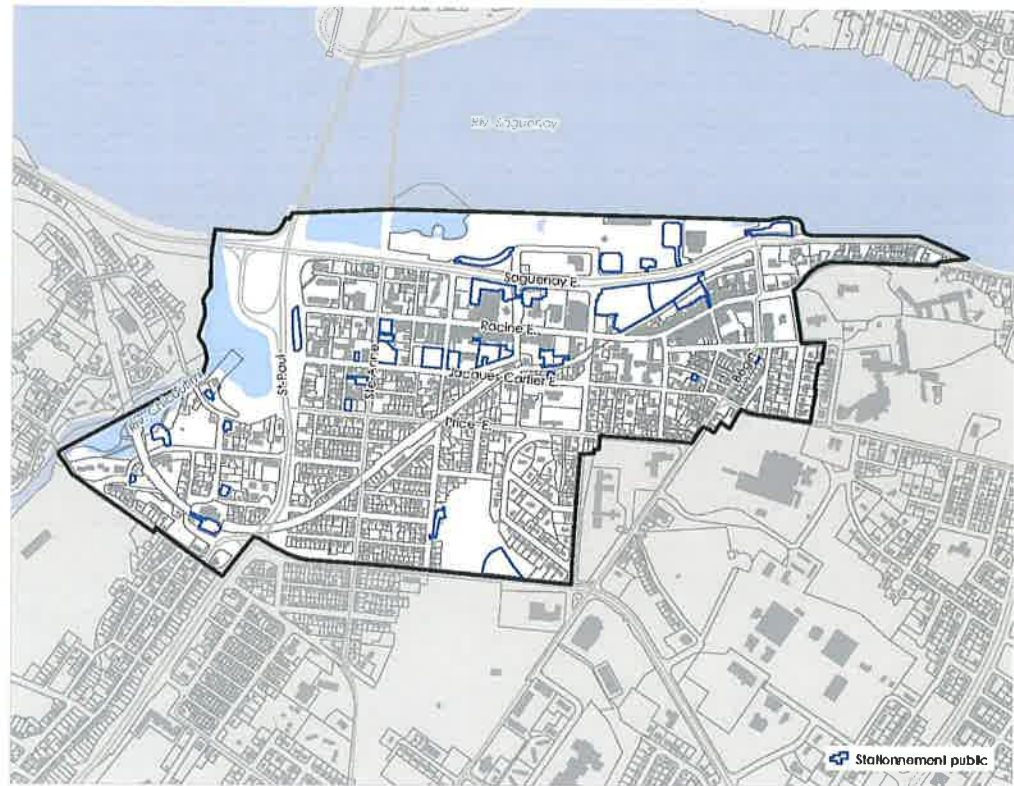 Riv. Saguenay
Saguenay E.
Racine E.
Ste-Anne
Jacques-Cartier E.
St-Paul
Bégin
Price E.
Stationnement public